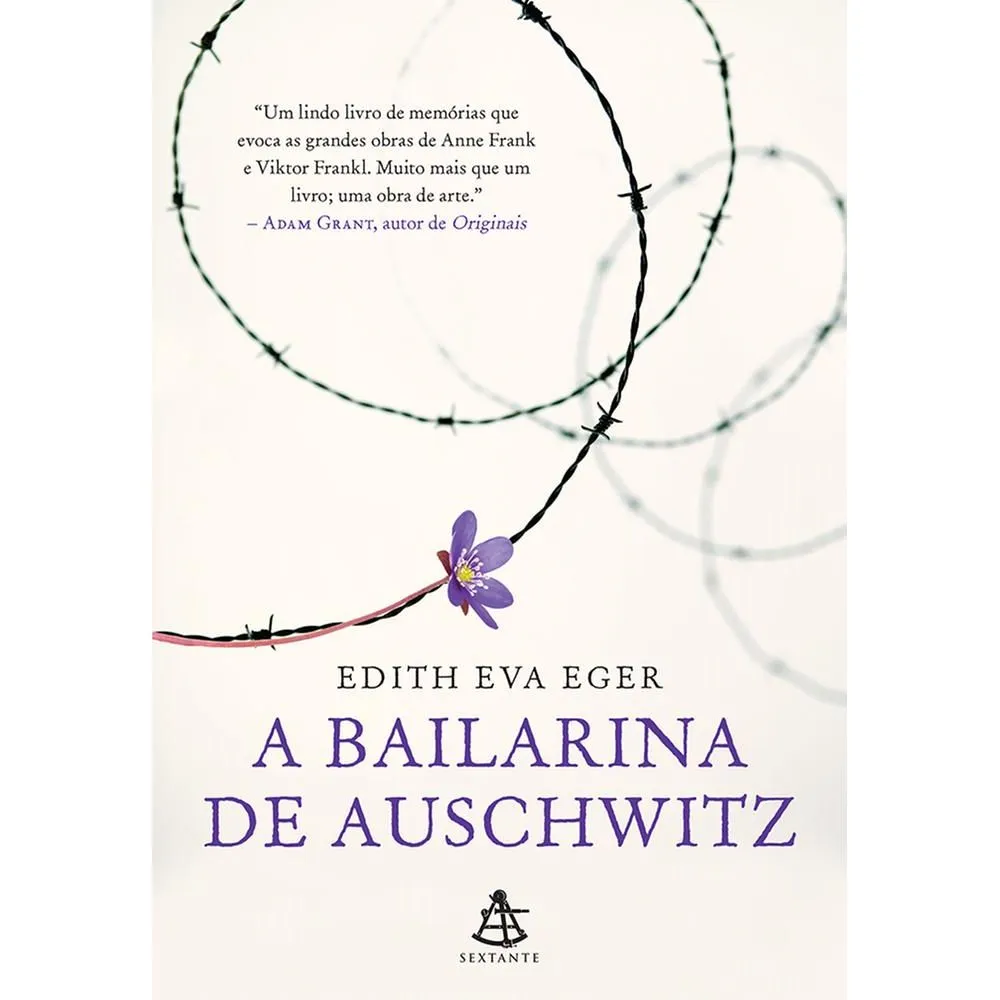 “Um lindo livro de memórias que
evoca as grandes obras de Anne Frank
e Viktor Frankl. Muito mais que um
livro; uma obra de arte.”
– Adam Grant, autor de Originais
EDITH EVA EGER
A BAILARINA
DE AUSCHWITZ
SEXTANTE